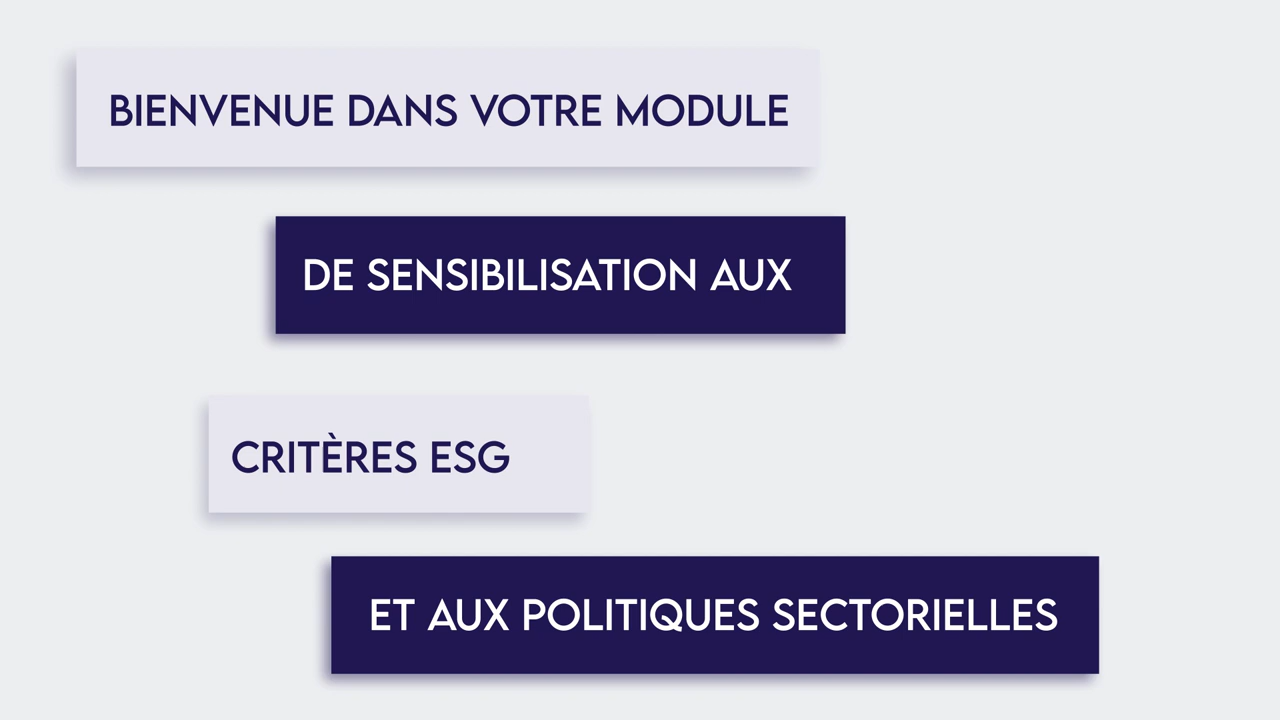 BIENVENUE DANS VOTRE MODULE
DE SENSIBILISATION AUX
CRITÈRES ESG
ET AUX POLITIQUES SECTORIELLES